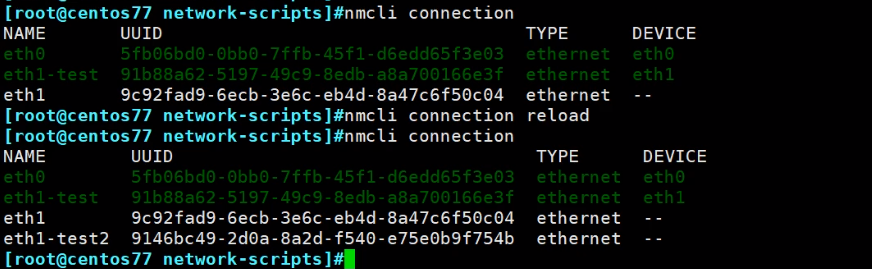 [root@centos77 network-scripts]#nmcli connection
NAME       UUID                                  TYPE      DEVICE
eth0       5fb06bd0-0bb0-7ffb-45f1-d6edd65f3e03  ethernet  eth0
eth1-test  91b88a62-5197-49c9-8edb-a8a700166e3f  ethernet  eth1
eth1       9c92fad9-6ecb-3e6c-eb4d-8a47c6f50c04  ethernet  --
[root@centos77 network-scripts]#nmcli connection reload
[root@centos77 network-scripts]#nmcli connection
NAME        UUID                                  TYPE      DEVICE
eth0        5fb06bd0-0bb0-7ffb-45f1-d6edd65f3e03  ethernet  eth0
eth1-test   91b88a62-5197-49c9-8edb-a8a700166e3f  ethernet  eth1
eth1        9c92fad9-6ecb-3e6c-eb4d-8a47c6f50c04  ethernet  --
eth1-test2  9146bc49-2d0a-8a2d-f540-e75e0b9f754b  ethernet  --
[root@centos77 network-scripts]#